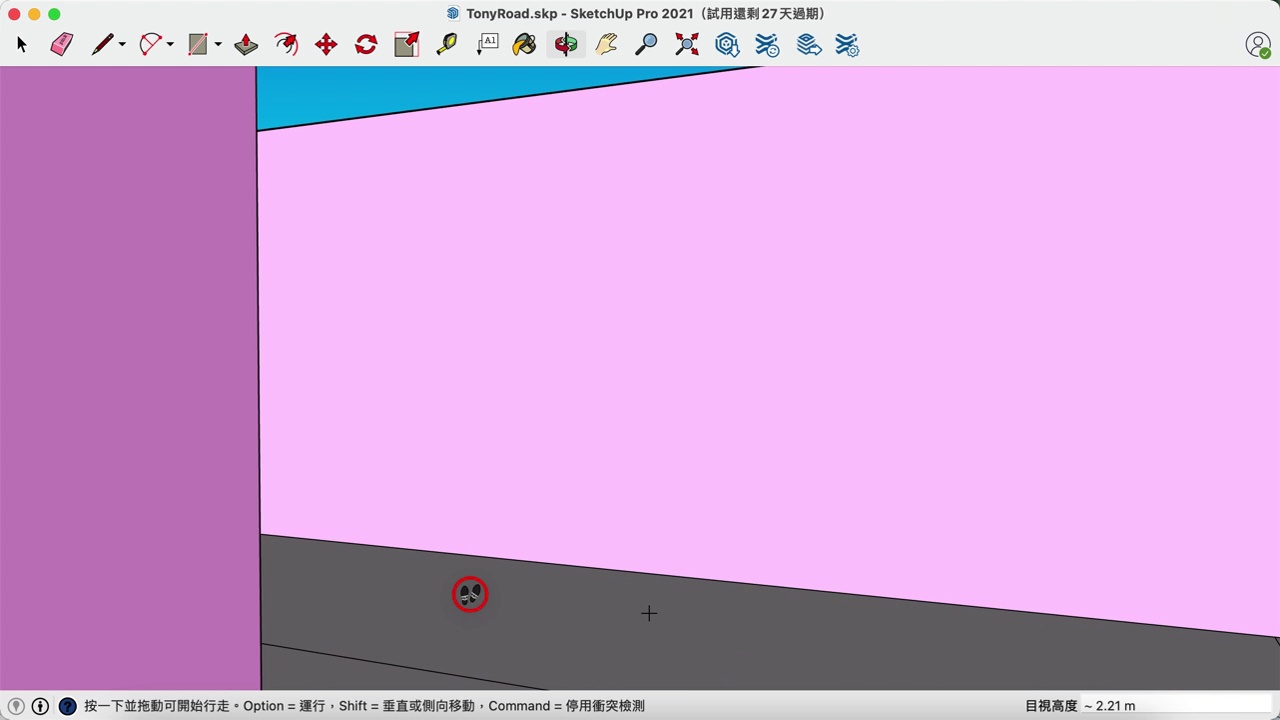 TonyRoad.skp - SketchUp Pro 2021（試用還剩 27 天過期）
A1
按一下並拖動可開始行走。Option = 運行，Shift = 垂直或側向移動，Command = 停用衝突檢測
目視高度 ~ 2.21 m